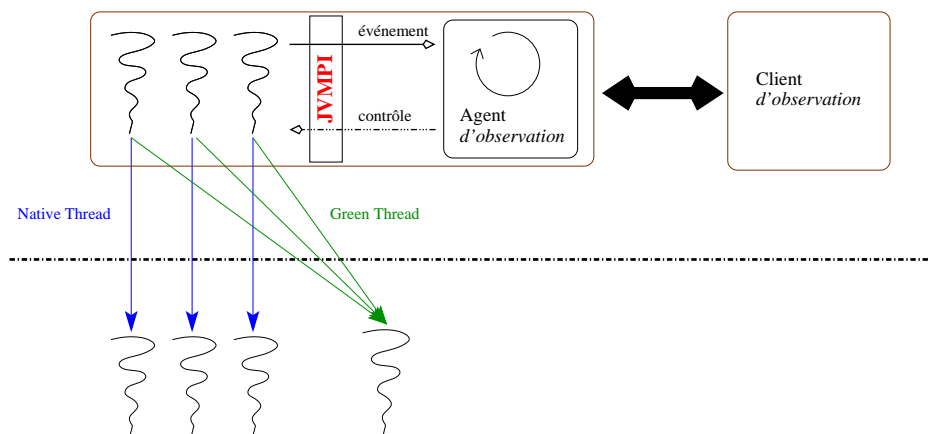 événement
JVMPI
contrôle
Agent
d'observation
Client
d'observation
Native Thread
Green Thread